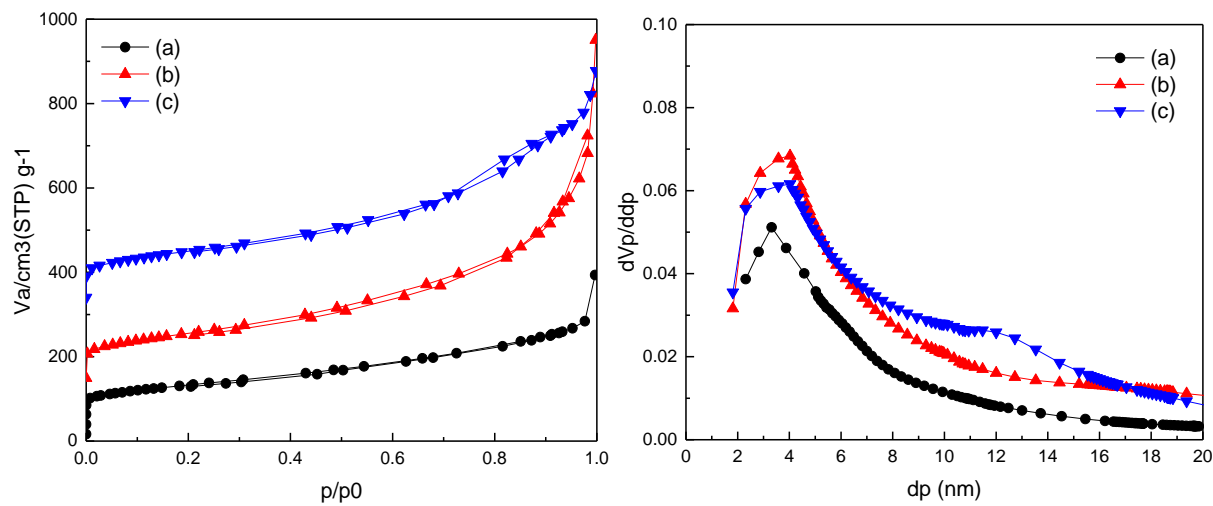 1000
800
600
400
200
0
Va/cm3(STP) g-1
(a)
(b)
(c)
0.0 0.2 0.4 0.6 0.8 1.0
p/p0
0.10
0.08
0.06
0.04
0.02
0.00
dVp/ddp
(a)
(b)
(c)
0 2 4 6 8 10 12 14 16 18 20
dp (nm)